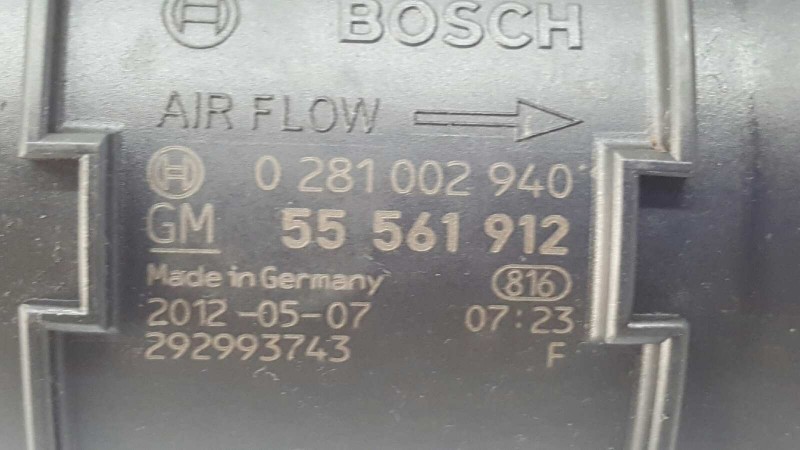 BOSCH
AIR FLOW
0 281 002 940
GM 55 561 912
Made in Germany 816
2012-05-07 07:23
292993743 F